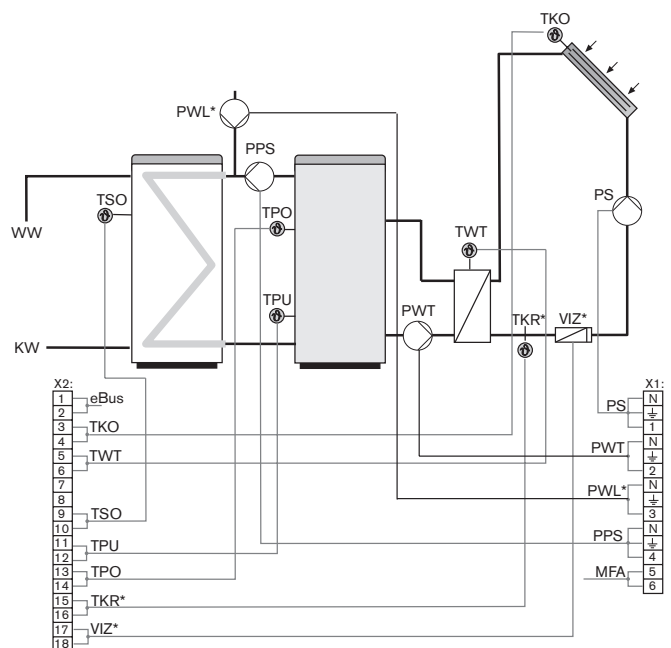 TKO
PWL*
PPS
TSO
TPO
PS
WW
TWT
TPU
PWT
TKR*
VIZ*
KW
X2:
1
2
eBus
3
4
TKO
5
6
TWT
7
8
9
10
TSO
11
12
TPU
13
14
TPO
15
16
TKR*
17
18
VIZ*
X1:
PS
N
1
PWT
N
2
PWL*
N
3
PPS
N
4
MFA
5
6